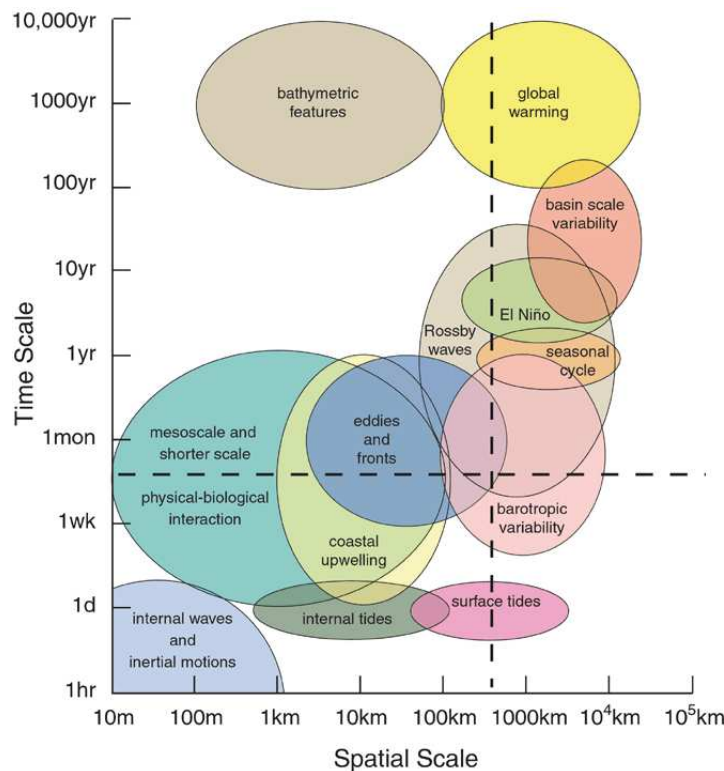 10,000yr
1000yr
100yr
10yr
1yr
1mon
1wk
1d
1hr
Time Scale
bathymetric
features
global
warming
basin scale
variability
El Niño
Rossby
waves
seasonal
cycle
mesoscale and
shorter scale
physical-biological
interaction
eddies
and
fronts
coastal
upwelling
barotropic
variability
internal waves
and
inertial motions
internal tides
surface tides
10m
100m
1km
10km
100km
1000km
10⁴km
10⁵km
Spatial Scale